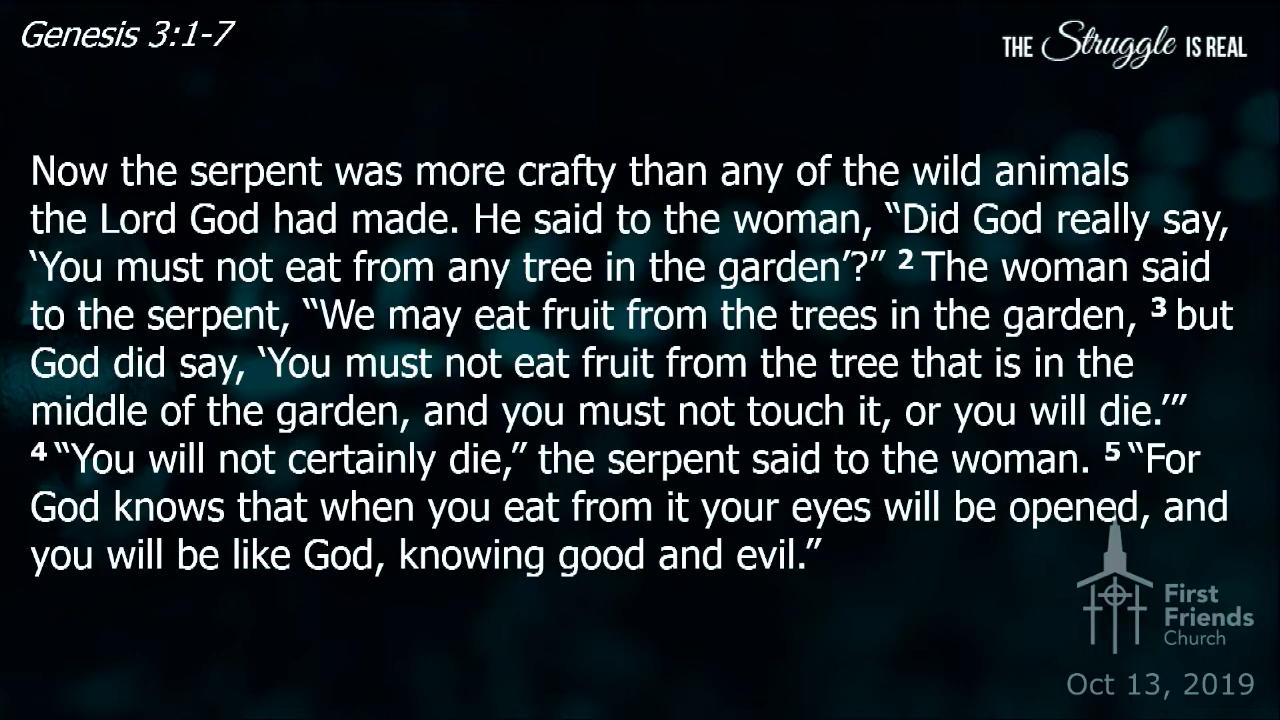 Genesis 3:1-7
THE Struggle IS REAL
Now the serpent was more crafty than any of the wild animals
the Lord God had made. He said to the woman, “Did God really say,
‘You must not eat from any tree in the garden’?” 2 The woman said
to the serpent, “We may eat fruit from the trees in the garden, 3 but
God did say, ‘You must not eat fruit from the tree that is in the
middle of the garden, and you must not touch it, or you will die.’”
4 “You will not certainly die,” the serpent said to the woman. 5 “For
God knows that when you eat from it your eyes will be opened, and
you will be like God, knowing good and evil.”
First
Friends
Church
Oct 13, 2019